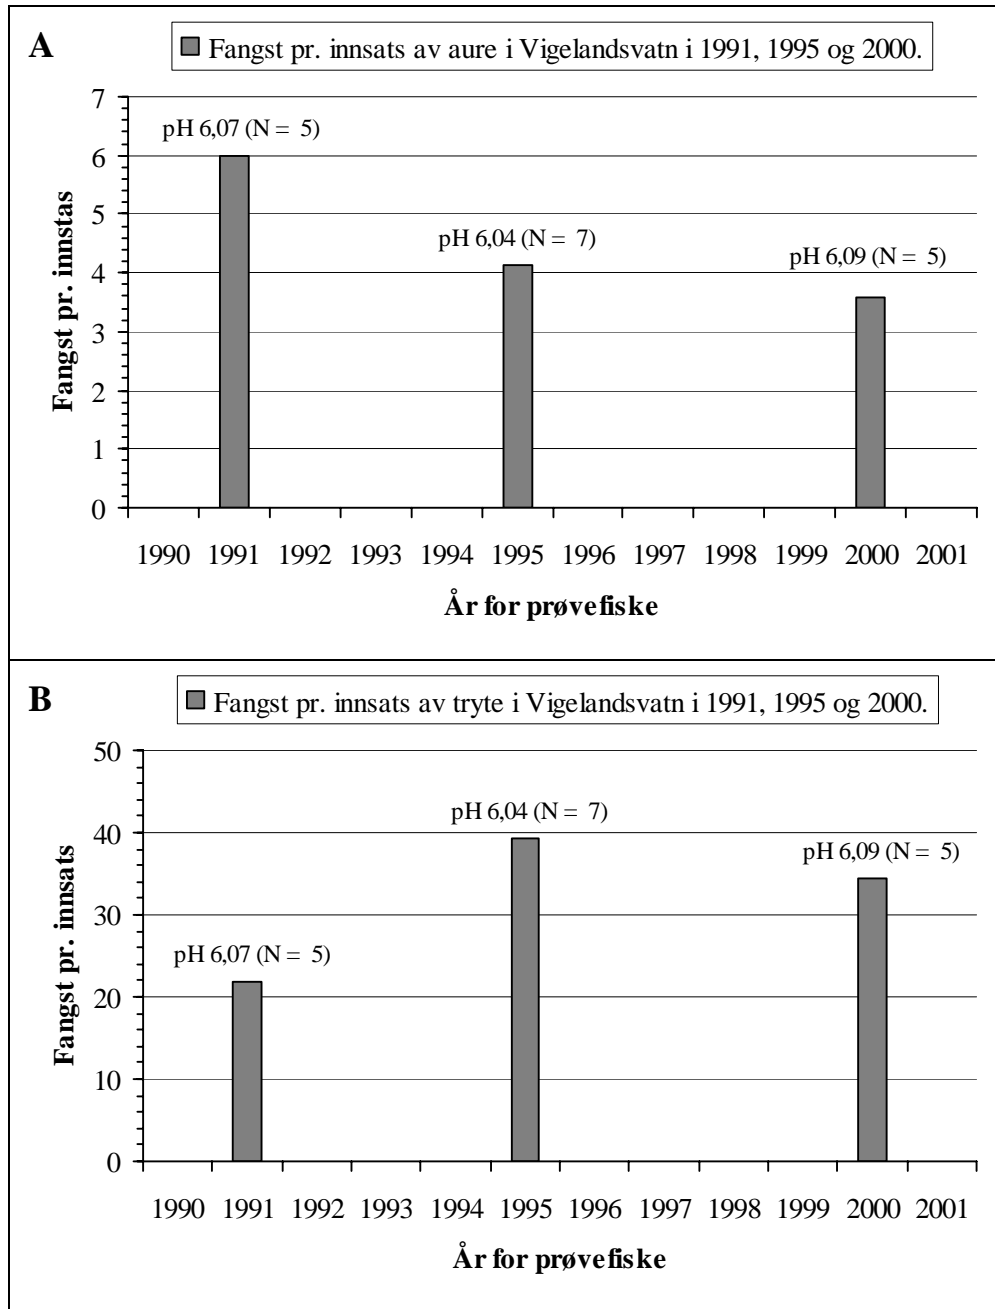 A
Fangst pr. innsats av aure i Vigelandsvatn i 1991, 1995 og 2000.
7
6
5
4
3
2
1
0
Fangst pr. innstas
pH 6,07 (N = 5)
pH 6,04 (N = 7)
pH 6,09 (N = 5)
1990 1991 1992 1993 1994 1995 1996 1997 1998 1999 2000 2001
År for prøvefiske
B
Fangst pr. innsats av tryte i Vigelandsvatn i 1991, 1995 og 2000.
50
40
30
20
10
0
Fangst pr. innsats
pH 6,07 (N = 5)
pH 6,04 (N = 7)
pH 6,09 (N = 5)
1990 1991 1992 1993 1994 1995 1996 1997 1998 1999 2000 2001
År for prøvefiske